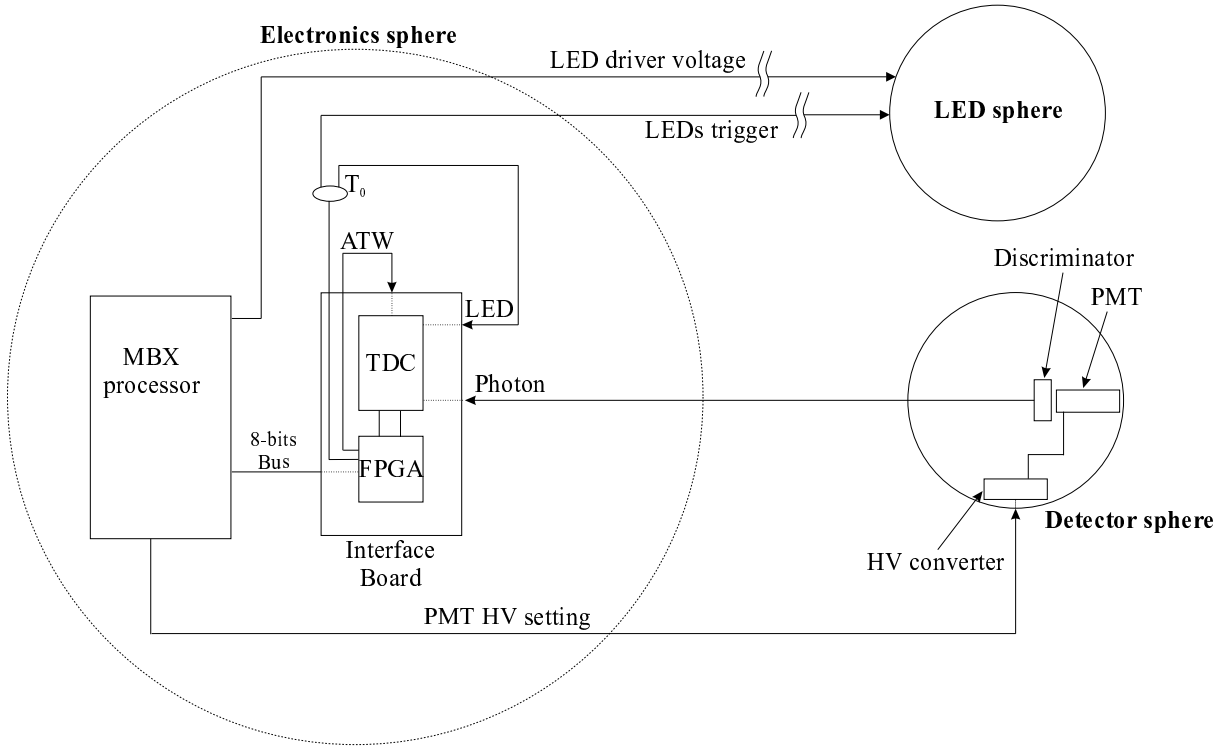 Electronics sphere
LED driver voltage
LED sphere
LEDs trigger
T₀
ATW
Discriminator
LED
PMT
MBX
processor
TDC
Photon
8-bits
Bus
FPGA
Detector sphere
Interface
Board
HV converter
PMT HV setting